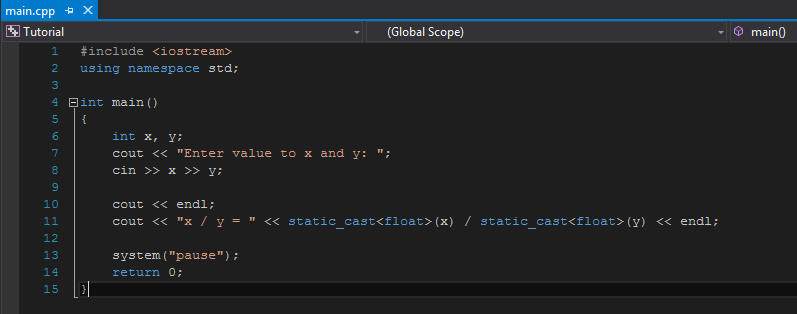 main.cpp
Tutorial (Global Scope) main()
1 #include <iostream>
2 using namespace std;
3
4 int main()
5 {
6 int x, y;
7 cout << "Enter value to x and y: ";
8 cin >> x >> y;
9
10 cout << endl;
11 cout << "x / y = " << static_cast<float>(x) / static_cast<float>(y) << endl;
12
13 system("pause");
14 return 0;
15 }